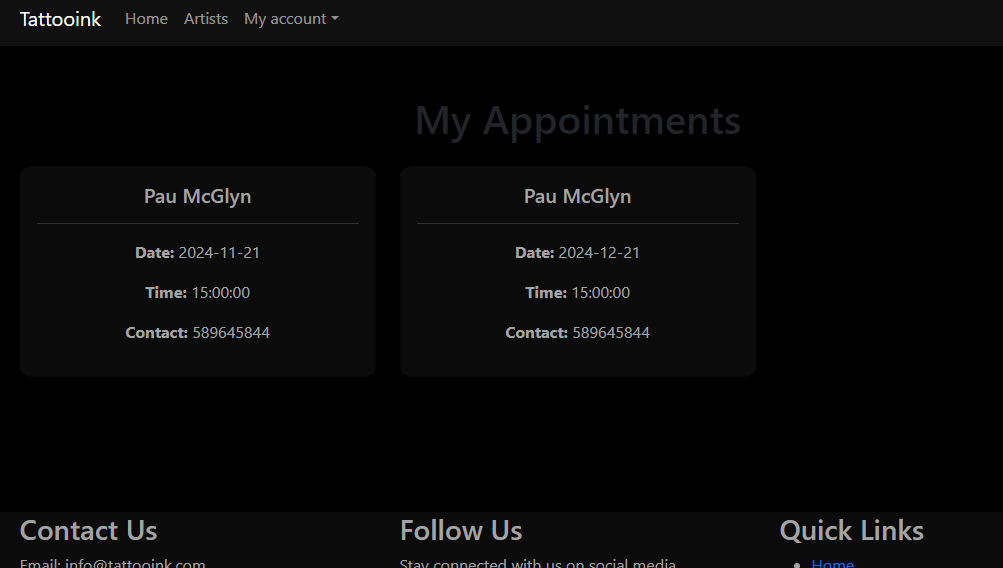 Tattooink Home Artists My account
My Appointments
Pau McGlyn
Date: 2024-11-21
Time: 15:00:00
Contact: 589645844
Pau McGlyn
Date: 2024-12-21
Time: 15:00:00
Contact: 589645844
Contact Us
Email: info@tattooink.com
Follow Us
Stay connected with us on social media
Quick Links
Home